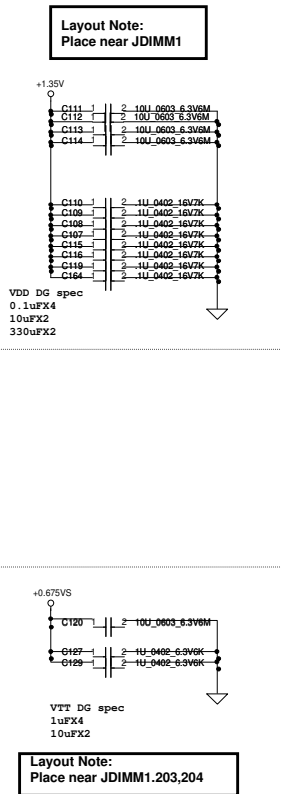 Layout Note:
Place near JDIMM1
+1.35V
C111 1 2 10U_0603_6.3V6M
C112 1 2 10U_0603_6.3V6M
C113 1 2 10U_0603_6.3V6M
C114 1 2 10U_0603_6.3V6M
C110 1 2 .1U_0402_16V7K
C109 1 2 .1U_0402_16V7K
C108 1 2 .1U_0402_16V7K
C107 1 2 .1U_0402_16V7K
C115 1 2 .1U_0402_16V7K
C116 1 2 .1U_0402_16V7K
C119 1 2 .1U_0402_16V7K
C164 1 2 .1U_0402_16V7K
VDD DG spec
0.1uFX4
10uFX2
330uFX2
+0.675VS
C120 1 2 10U_0603_6.3V6M
C127 1 2 1U_0402_6.3V6K
C129 1 2 1U_0402_6.3V6K
VTT DG spec
1uFX4
10uFX2
Layout Note:
Place near JDIMM1.203,204